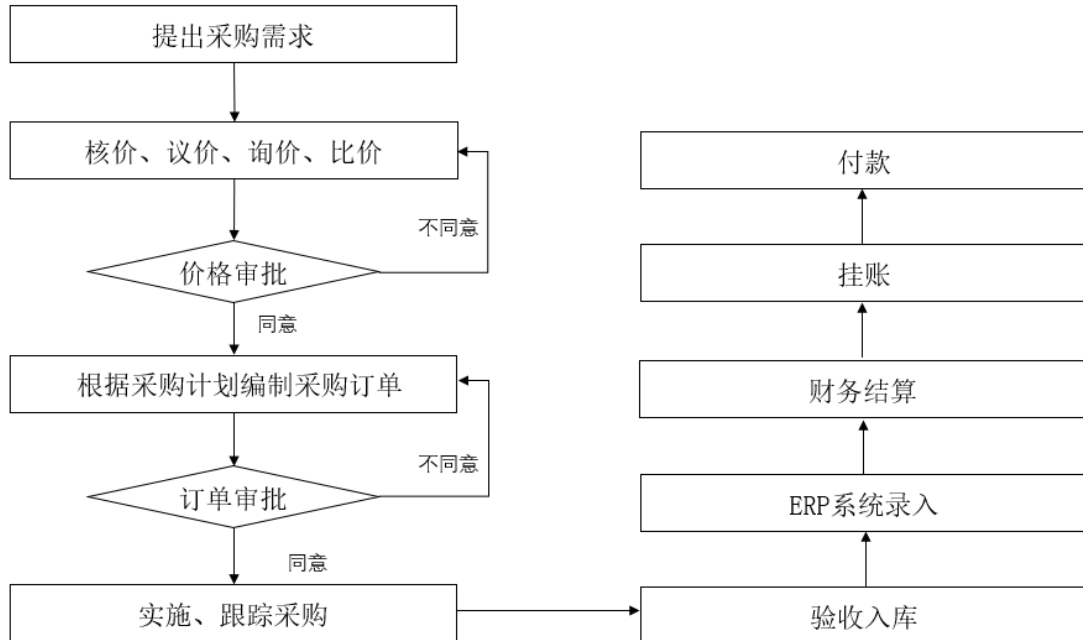 提出采购需求
核价、议价、询价、比价
不同意
价格审批
同意
根据采购计划编制采购订单
不同意
订单审批
同意
实施、跟踪采购
付款
挂账
财务结算
ERP系统录入
验收入库